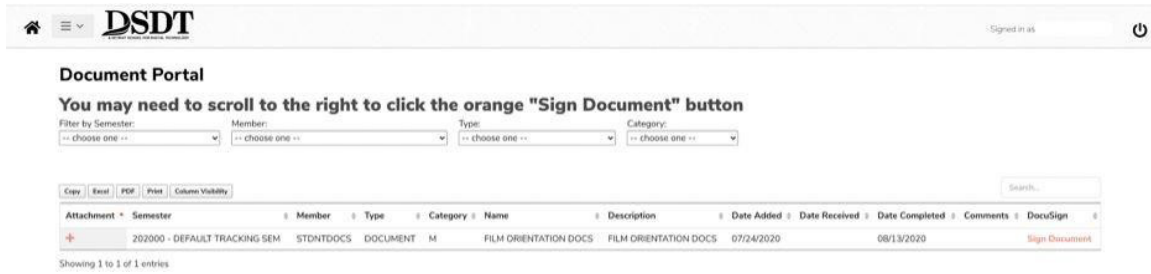 DSDT
Signed in as
Document Portal
You may need to scroll to the right to click the orange "Sign Document" button
Filter by Semester: Member: Type: Category:
-- choose one -- -- choose one -- -- choose one -- -- choose one --
Copy Excel PDF Print Column Visibility Search...
Attachment Semester Member Type Category Name Description Date Added Date Received Date Completed Comments DocuSign
202000 - DEFAULT TRACKING SEM STDNTDOCS DOCUMENT M FILM ORIENTATION DOCS FILM ORIENTATION DOCS 07/24/2020 08/13/2020 Sign Document
Showing 1 to 1 of 1 entries